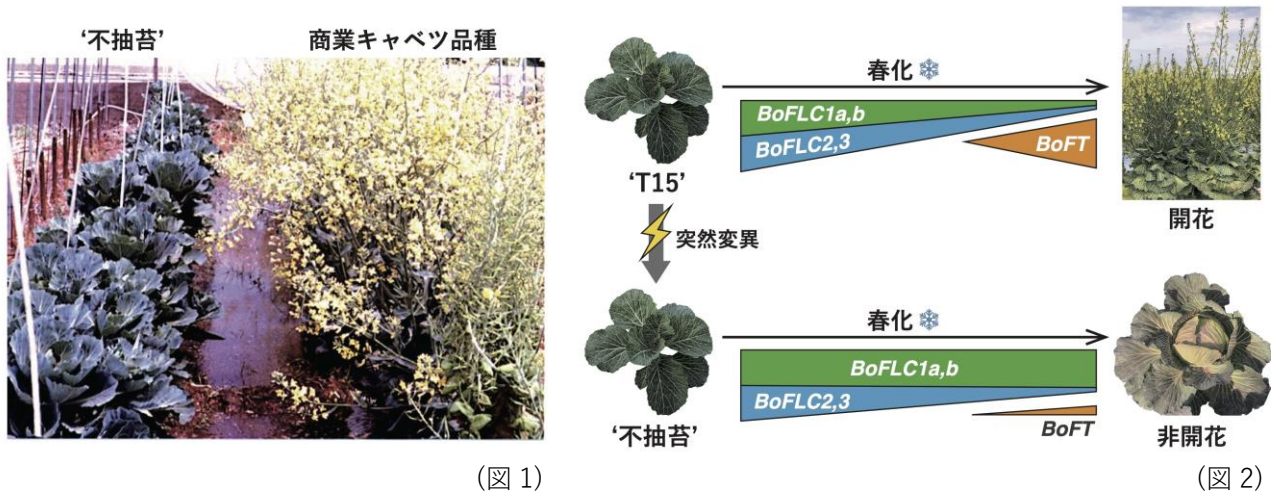 ‘不抽苔’
商業キャベツ品種
(図 1)
春化
BoFLC1a,b
BoFLC2,3
BoFT
‘T15’
開花
突然変異
春化
BoFLC1a,b
BoFLC2,3
BoFT
‘不抽苔’
非開花
(図 2)